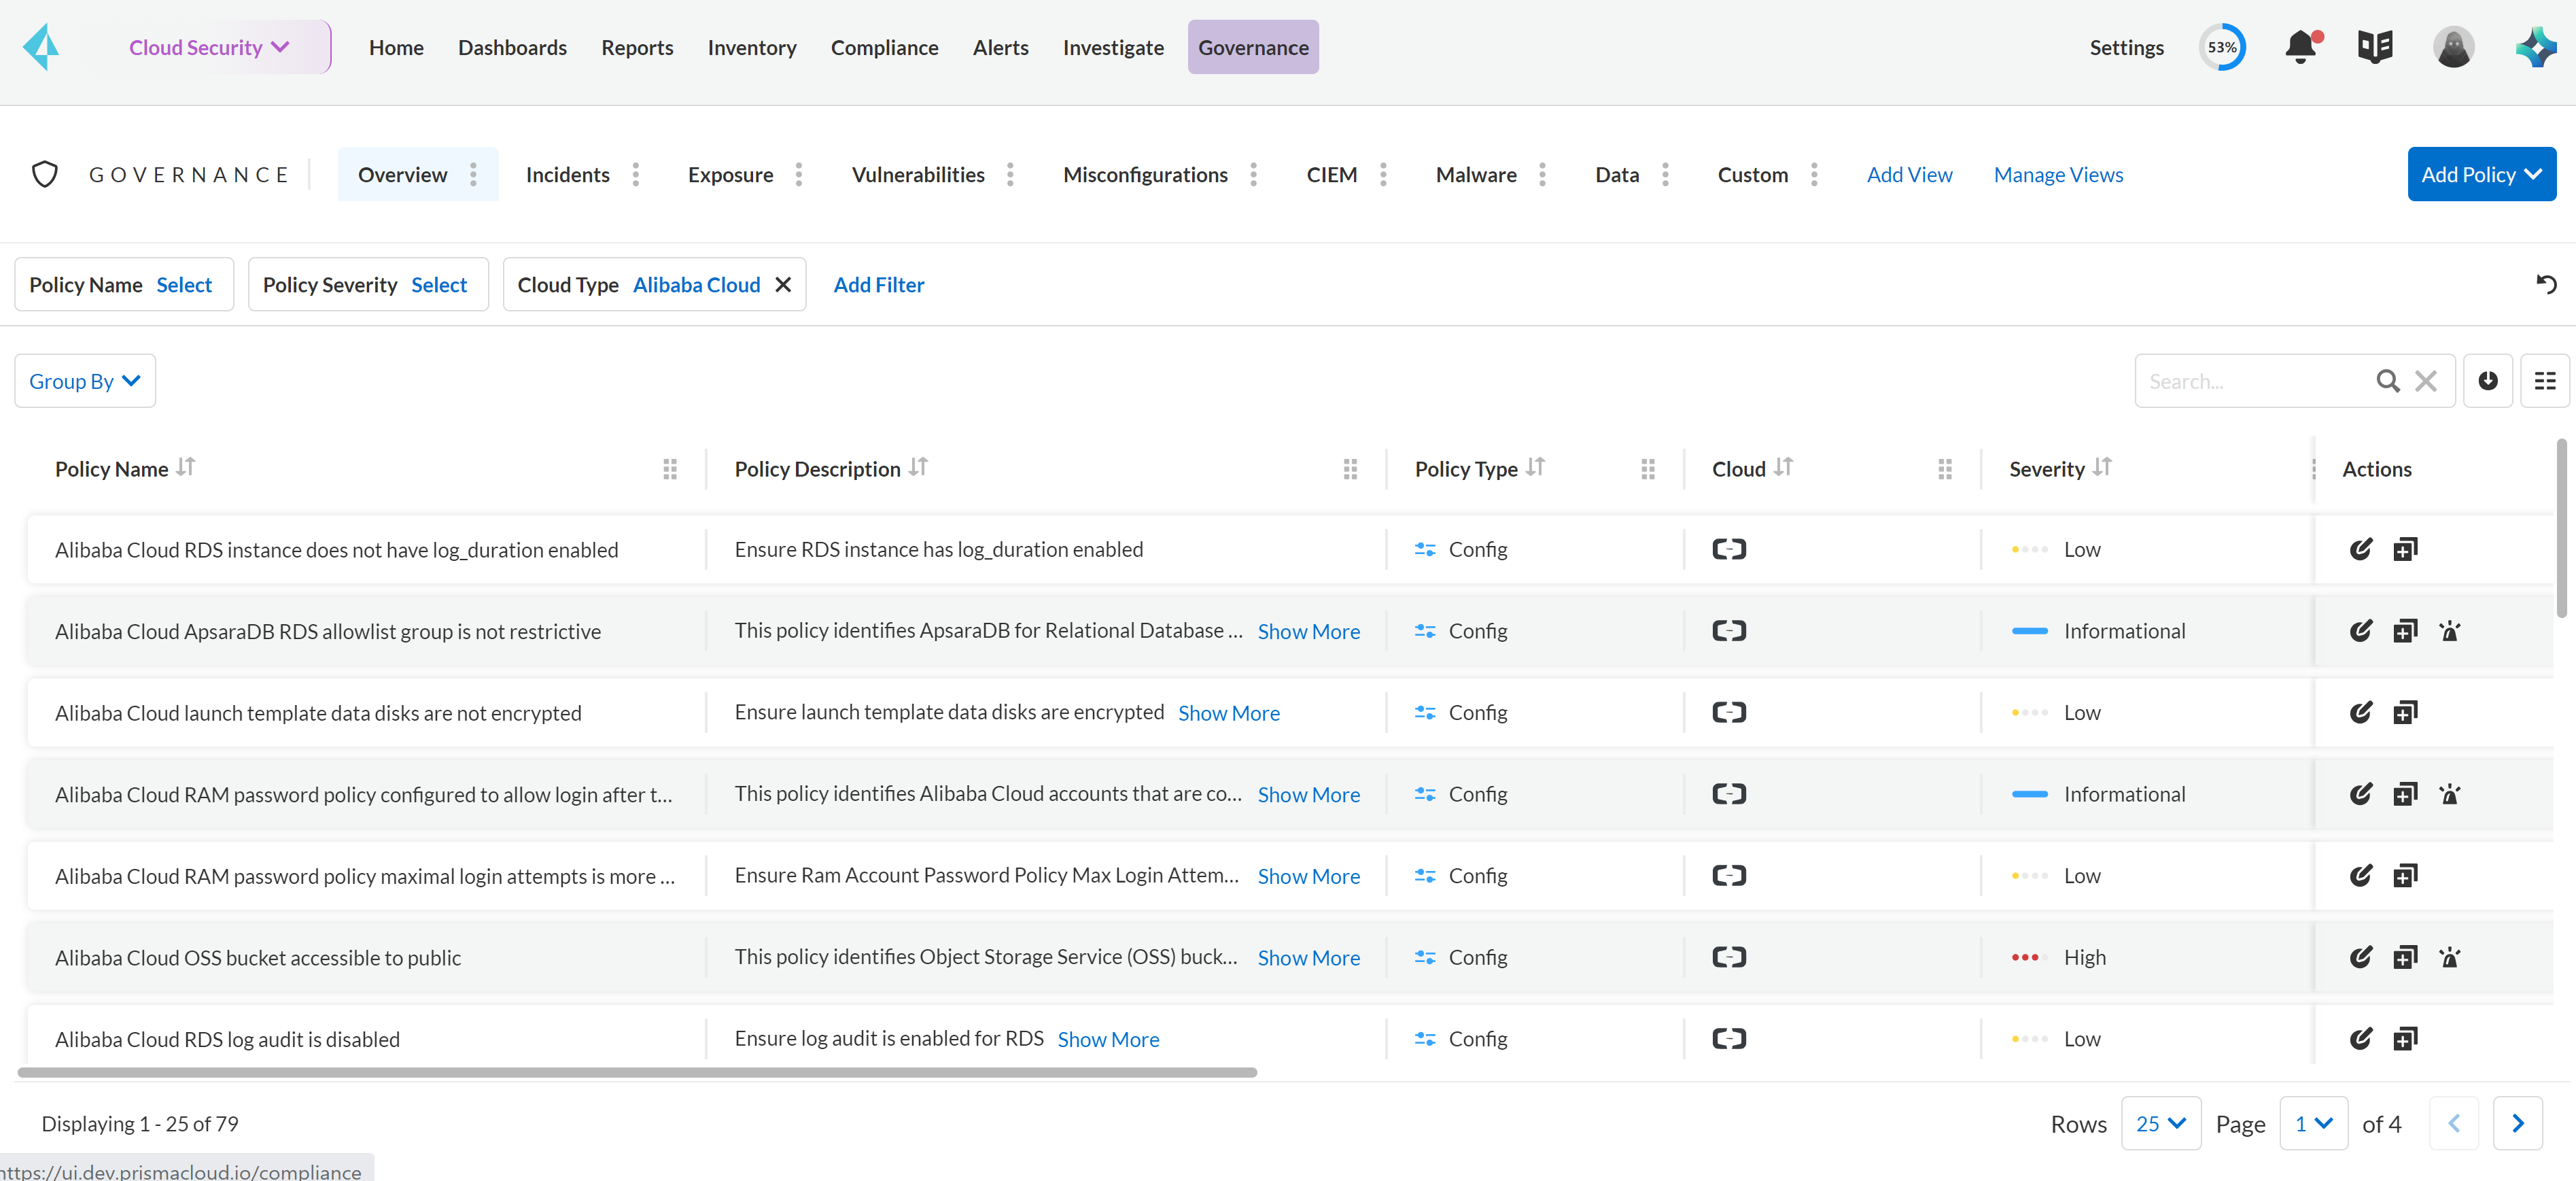 Cloud Security Home Dashboards Reports Inventory Compliance Alerts Investigate Governance Settings 53%
GOVERNANCE Overview Incidents Exposure Vulnerabilities Misconfigurations CIEM Malware Data Custom Add View Manage Views Add Policy
Policy Name Select Policy Severity Select Cloud Type Alibaba Cloud Add Filter
Group By Search...
Policy Name Policy Description Policy Type Cloud Severity Actions
Alibaba Cloud RDS instance does not have log_duration enabled Ensure RDS instance has log_duration enabled Config Low
Alibaba Cloud ApsaraDB RDS allowlist group is not restrictive This policy identifies ApsaraDB for Relational Database ... Show More Config Informational
Alibaba Cloud launch template data disks are not encrypted Ensure launch template data disks are encrypted Show More Config Low
Alibaba Cloud RAM password policy configured to allow login after t... This policy identifies Alibaba Cloud accounts that are co... Show More Config Informational
Alibaba Cloud RAM password policy maximal login attempts is more ... Ensure Ram Account Password Policy Max Login Attem... Show More Config Low
Alibaba Cloud OSS bucket accessible to public This policy identifies Object Storage Service (OSS) buck... Show More Config High
Alibaba Cloud RDS log audit is disabled Ensure log audit is enabled for RDS Show More Config Low
Displaying 1 - 25 of 79 Rows 25 Page 1 of 4
https://ui.dev.prismacloud.io/compliance